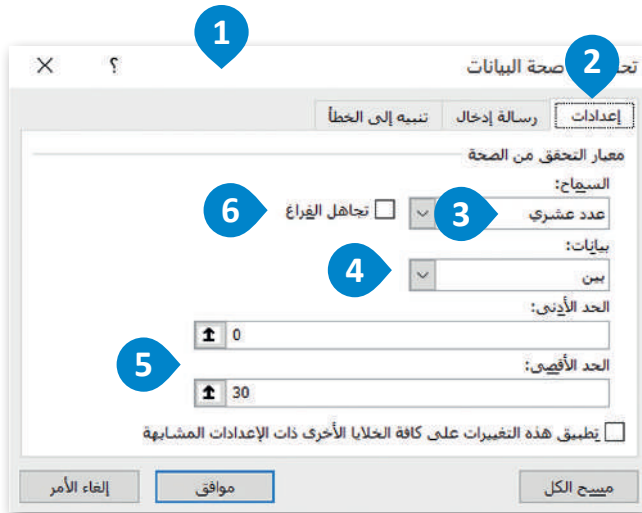 1
تحـ صحة البيانات 2 ؟ ×
إعدادات رسالة إدخال تنبيه إلى الخطأ
معيار التحقق من الصحة
السماح:
عدد عشري 3 تجاهل الفراغ 6
بيانات:
بين 4
الحد الأدنى:
0
5
الحد الأقصى:
30
تطبيق هذه التغييرات على كافة الخلايا الأخرى ذات الإعدادات المشابهة
مسح الكل موافق إلغاء الأمر